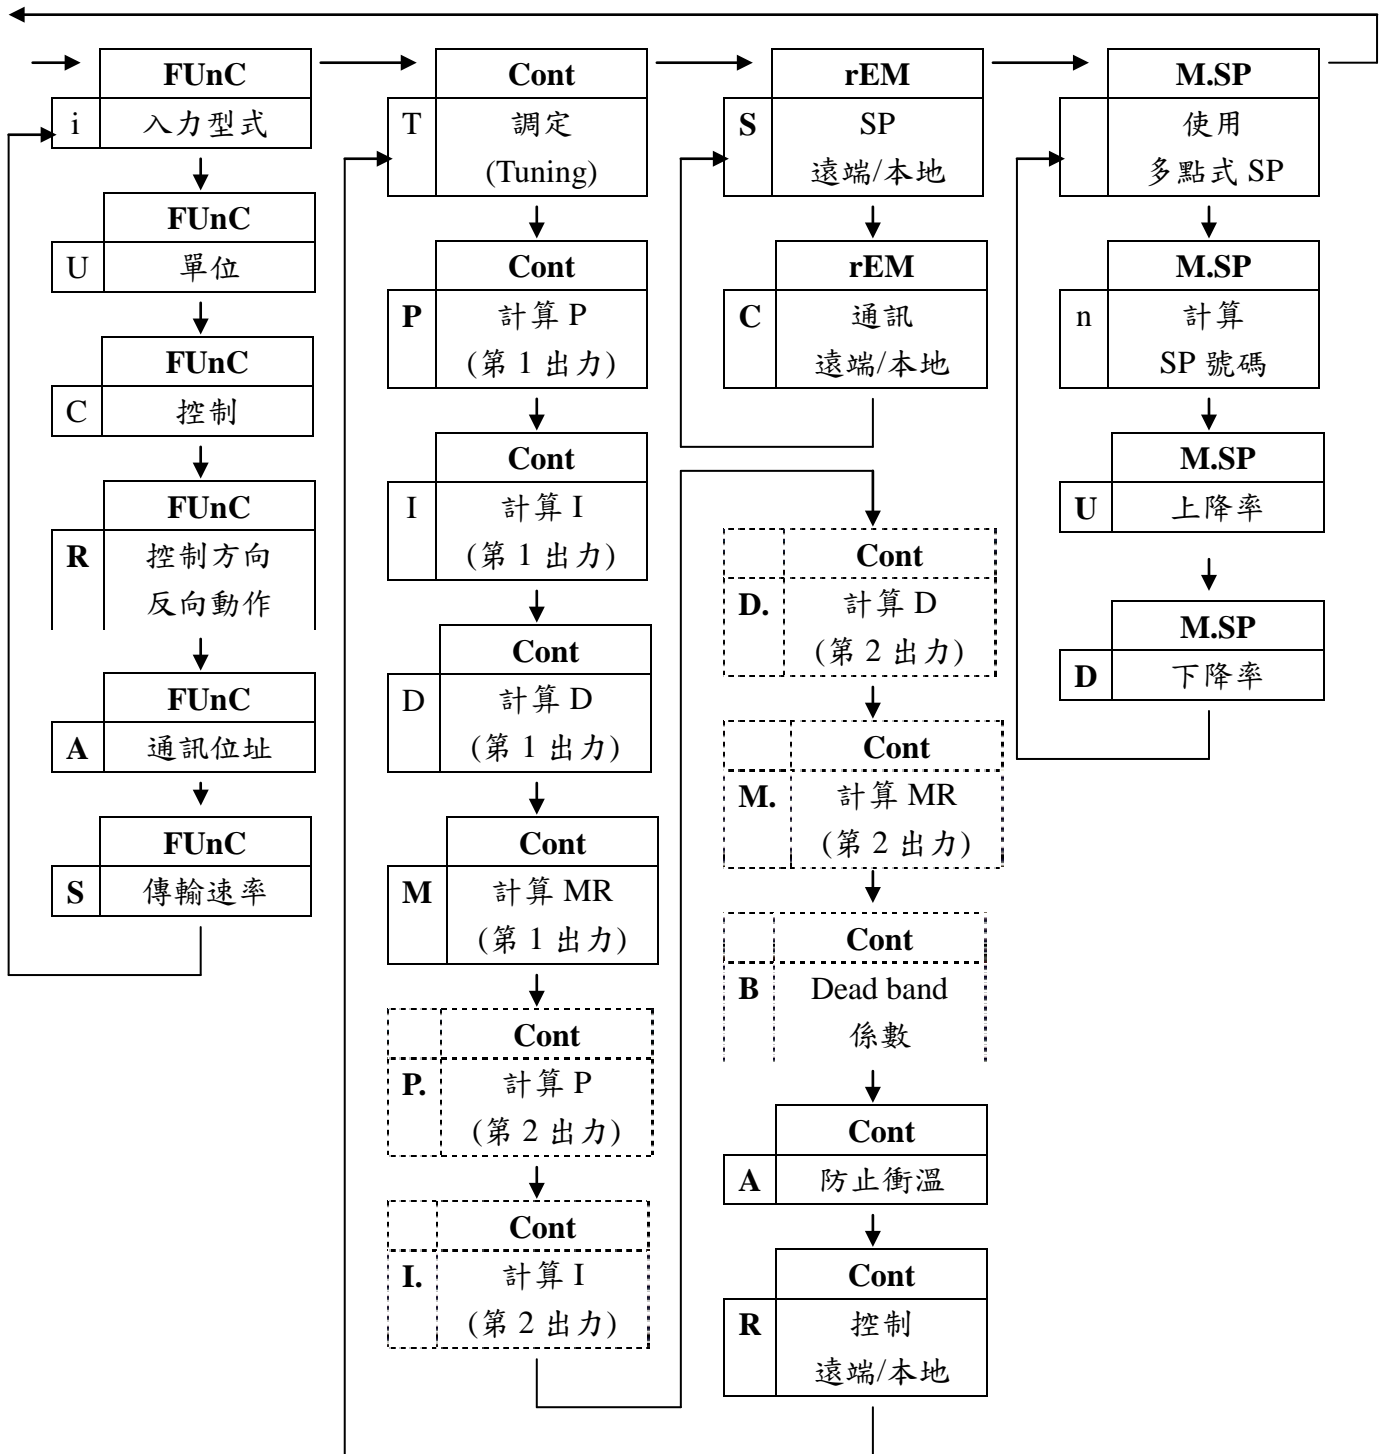 FUnC
i
入力型式
FUnC
U
單位
FUnC
C
控制
FUnC
R
控制方向
反向動作
FUnC
A
通訊位址
FUnC
S
傳輸速率
Cont
T
調定
(Tuning)
Cont
P
計算 P
(第 1 出力)
Cont
I
計算 I
(第 1 出力)
Cont
D
計算 D
(第 1 出力)
Cont
M
計算 MR
(第 1 出力)
Cont
P.
計算 P
(第 2 出力)
Cont
I.
計算 I
(第 2 出力)
rEM
S
SP
遠端/本地
rEM
C
通訊
遠端/本地
Cont
D.
計算 D
(第 2 出力)
Cont
M.
計算 MR
(第 2 出力)
Cont
B
Dead band
係數
Cont
A
防止衝溫
Cont
R
控制
遠端/本地
M.SP
使用
多點式 SP
M.SP
n
計算
SP 號碼
M.SP
U
上降率
M.SP
D
下降率